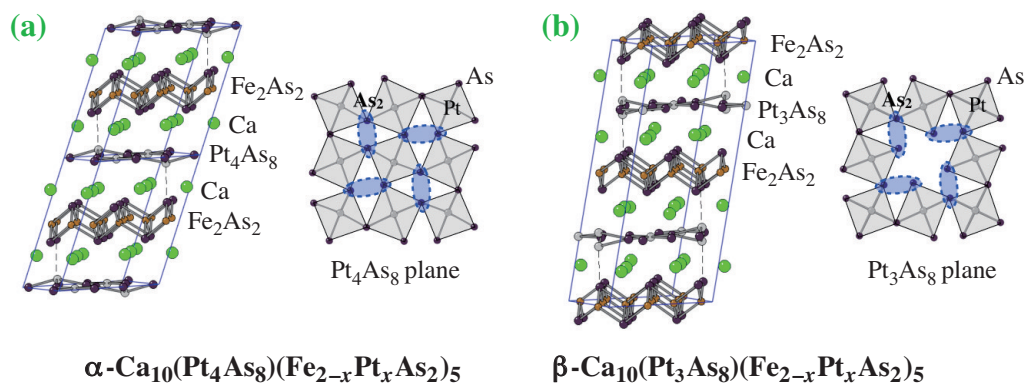 (a)
Fe₂As₂
Ca
Pt₄As₈
Ca
Fe₂As₂
As
As₂
Pt
Pt₄As₈ plane
α-Ca₁₀(Pt₄As₈)(Fe₂₋ₓPtₓAs₂)₅
(b)
Fe₂As₂
Ca
Pt₃As₈
Ca
Fe₂As₂
As
As₂
Pt
Pt₃As₈ plane
β-Ca₁₀(Pt₃As₈)(Fe₂₋ₓPtₓAs₂)₅